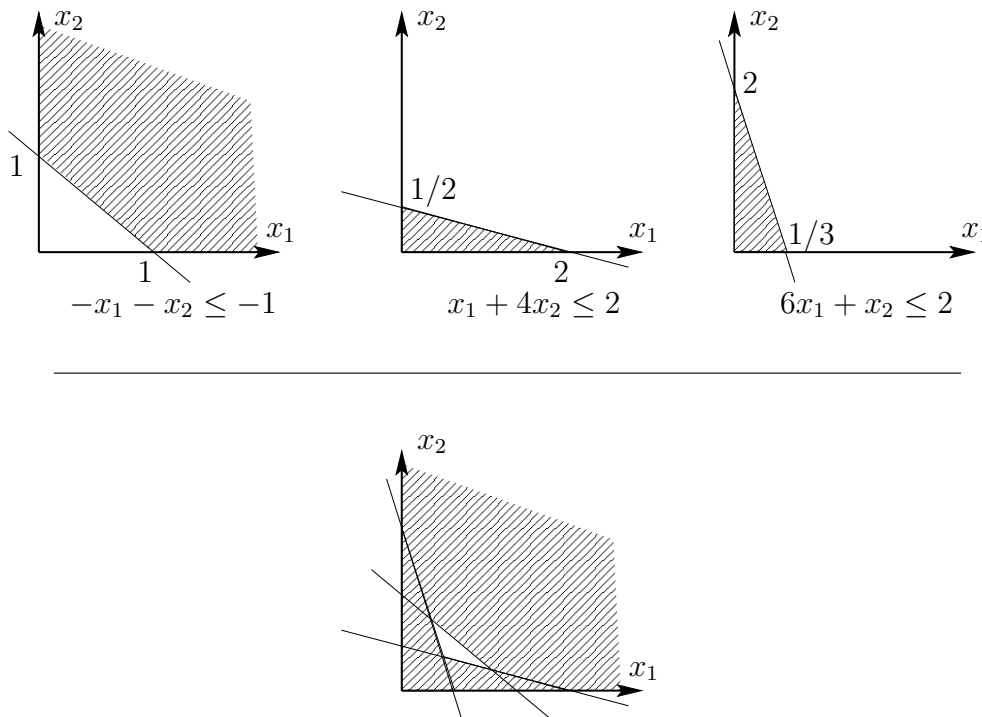 x₂ x₂ x₂
2
1/2
1
x₁ x₁ 1/3 x₁
1 2
−x₁ − x₂ ≤ −1 x₁ + 4x₂ ≤ 2 6x₁ + x₂ ≤ 2
x₂
x₁